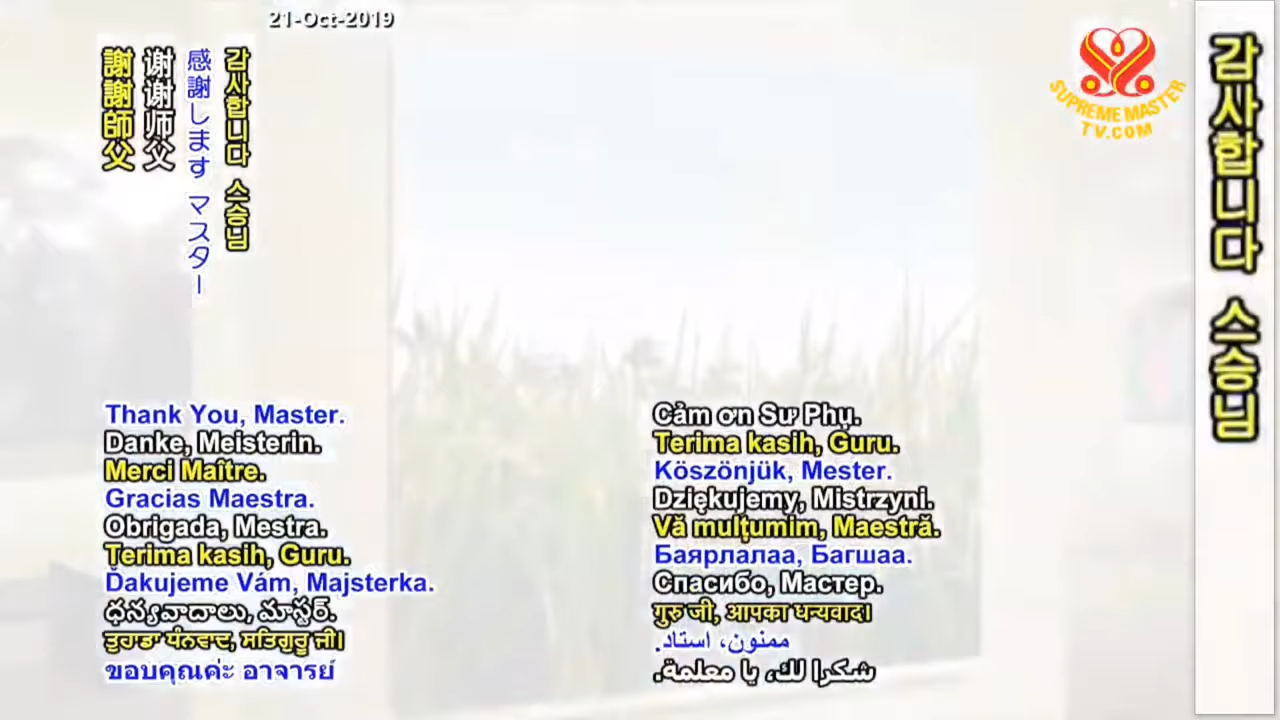 21-Oct-2019
謝謝師父
谢谢师父
感謝します マスター
감사합니다 스승님
SUPREME MASTER
TV.COM
감사합니다 스승님
Thank You, Master.
Danke, Meisterin.
Merci Maître.
Gracias Maestra.
Obrigada, Mestra.
Terima kasih, Guru.
Ďakujeme Vám, Majsterka.
ధన్యవాదాలు, మాస్టర్.
ਤੁਹਾਡਾ ਧੰਨਵਾਦ, ਸਤਿਗੁਰੂ ਜੀ।
ขอบคุณค่ะ อาจารย์
Cảm ơn Sư Phụ.
Terima kasih, Guru.
Köszönjük, Mester.
Dziękujemy, Mistrzyni.
Vă mulțumim, Maestră.
Баярлалаа, Багшаа.
Спасибо, Мастер.
गुरु जी, आपका धन्यवाद।
ممنون، استاد.
شكرا لك، يا معلمة.